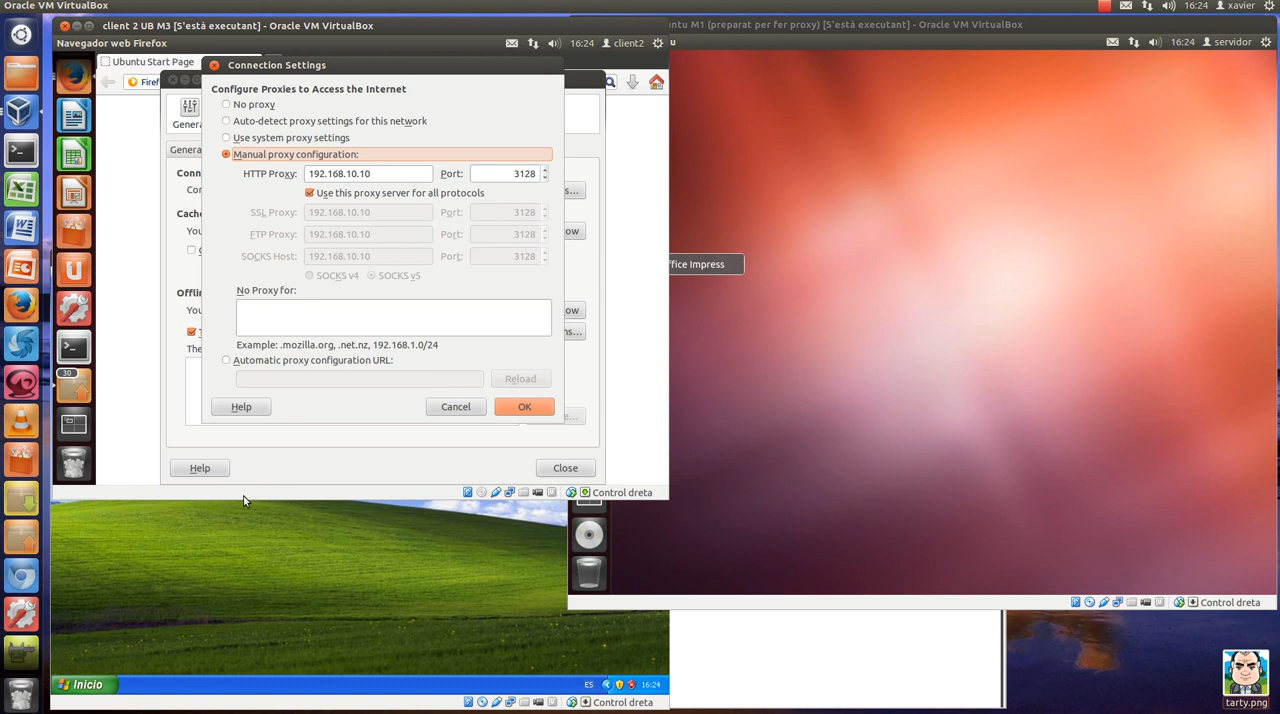 Oracle VM VirtualBox
16:24
xavier
client 2 UB M3 [S'està executant] - Oracle VM VirtualBox
untu M1 (preparat per fer proxy) [S'està executant] - Oracle VM VirtualBox
Navegador web Firefox
16:24
client2
u
16:24
servidor
Ubuntu Start Page
Connection Settings
Firef
Configure Proxies to Access the Internet
No proxy
Auto-detect proxy settings for this network
Use system proxy settings
Manual proxy configuration:
HTTP Proxy:
192.168.10.10
Port:
3128
Use this proxy server for all protocols
SSL Proxy:
192.168.10.10
Port:
3128
FTP Proxy:
192.168.10.10
Port:
3128
SOCKS Host:
192.168.10.10
Port:
3128
SOCKS v4
SOCKS v5
No Proxy for:
Example: .mozilla.org, .net.nz, 192.168.1.0/24
Automatic proxy configuration URL:
Reload
Help
Cancel
OK
Genera
Genera
Conn
Cor
s...
Cach
You
ow
Offlin
You
ow
ns...
The
e...
30
Help
Close
ffice Impress
Control dreta
Control dreta
Inicio
ES
16:24
Control dreta
tarty.png